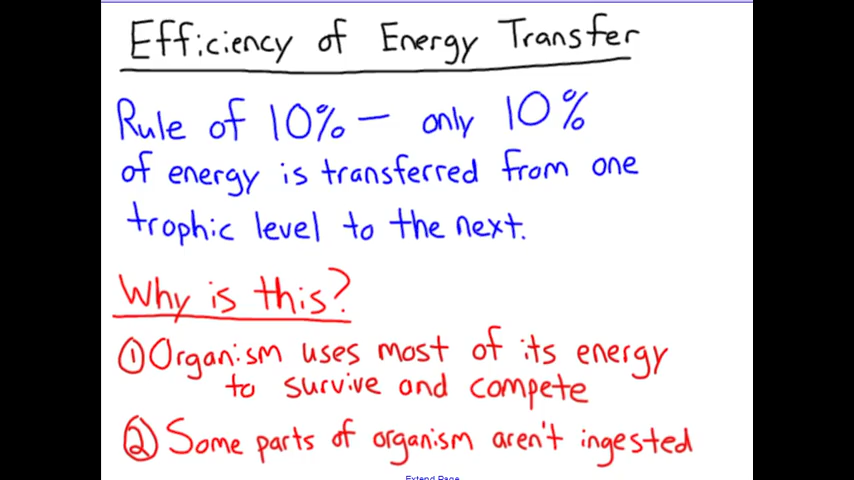 Efficiency of Energy Transfer
Rule of 10% – only 10%
of energy is transferred from one
trophic level to the next.
Why is this?
① Organism uses most of its energy
to survive and compete
② Some parts of organism aren't ingested
Extend Page